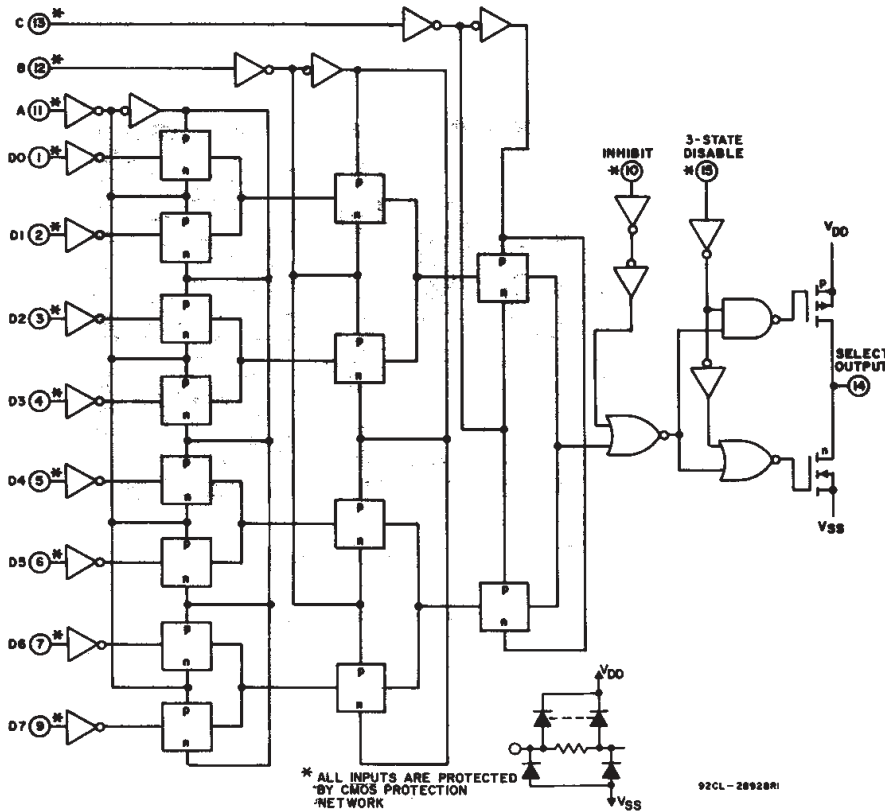 C 13 *
B 12 *
A 11 *
D0 1 *
D1 2 *
D2 3 *
D3 4 *
D4 5 *
D5 6 *
D6 7 *
D7 9 *
p
n
p
n
p
n
p
n
p
n
p
n
p
n
p
n
p
n
p
n
p
n
p
n
p
n
p
n
INHIBIT
* 10
3-STATE
DISABLE
* 15
VDD
p
SELECT
OUTPUT
14
n
VSS
VDD
VSS
* ALL INPUTS ARE PROTECTED
BY CMOS PROTECTION
NETWORK
92CL-28928R1